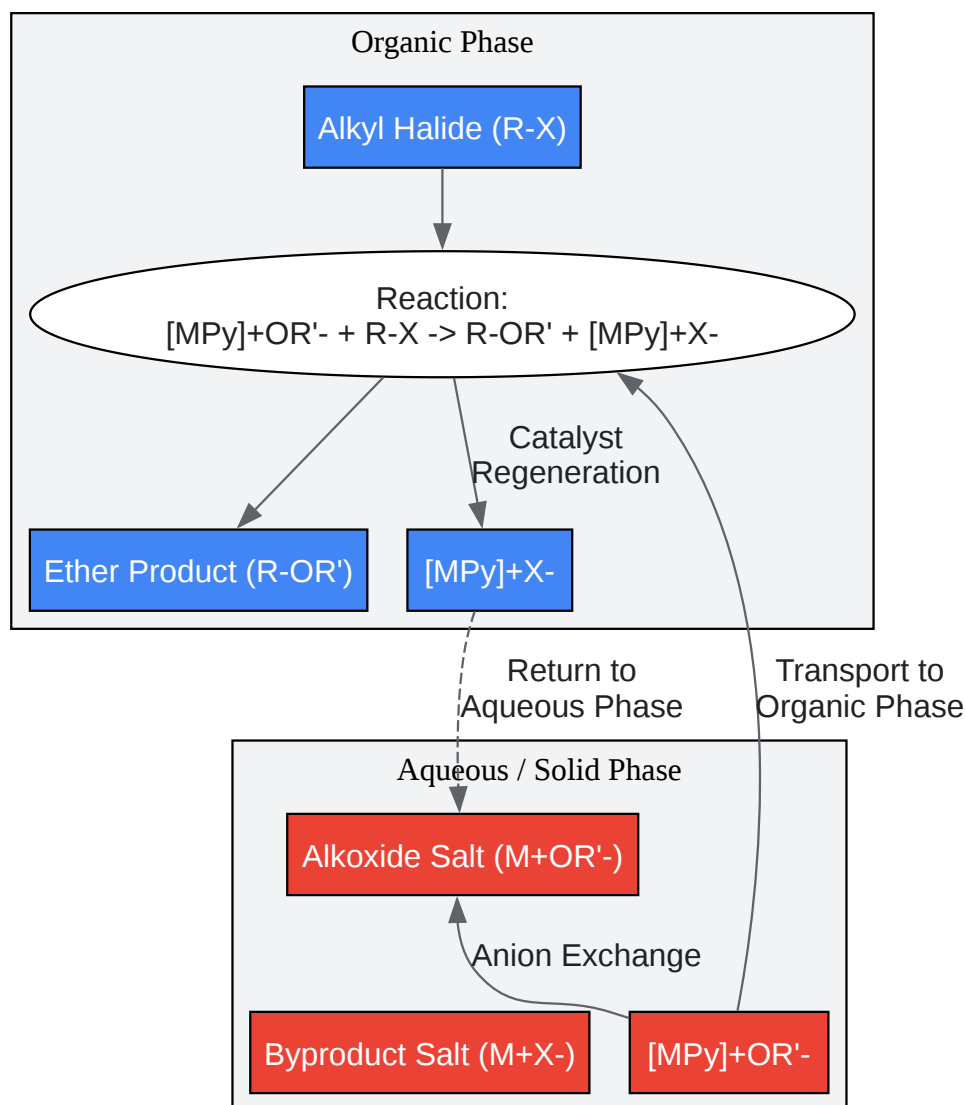 Organic Phase
Alkyl Halide (R-X)
Reaction:
[MPy]+OR'- + R-X -> R-OR' + [MPy]+X-
Catalyst
Regeneration
Ether Product (R-OR')
[MPy]+X-
Return to
Aqueous Phase
Transport to
Organic Phase
Aqueous / Solid Phase
Alkoxide Salt (M+OR'-)
Anion Exchange
Byproduct Salt (M+X-)
[MPy]+OR'-